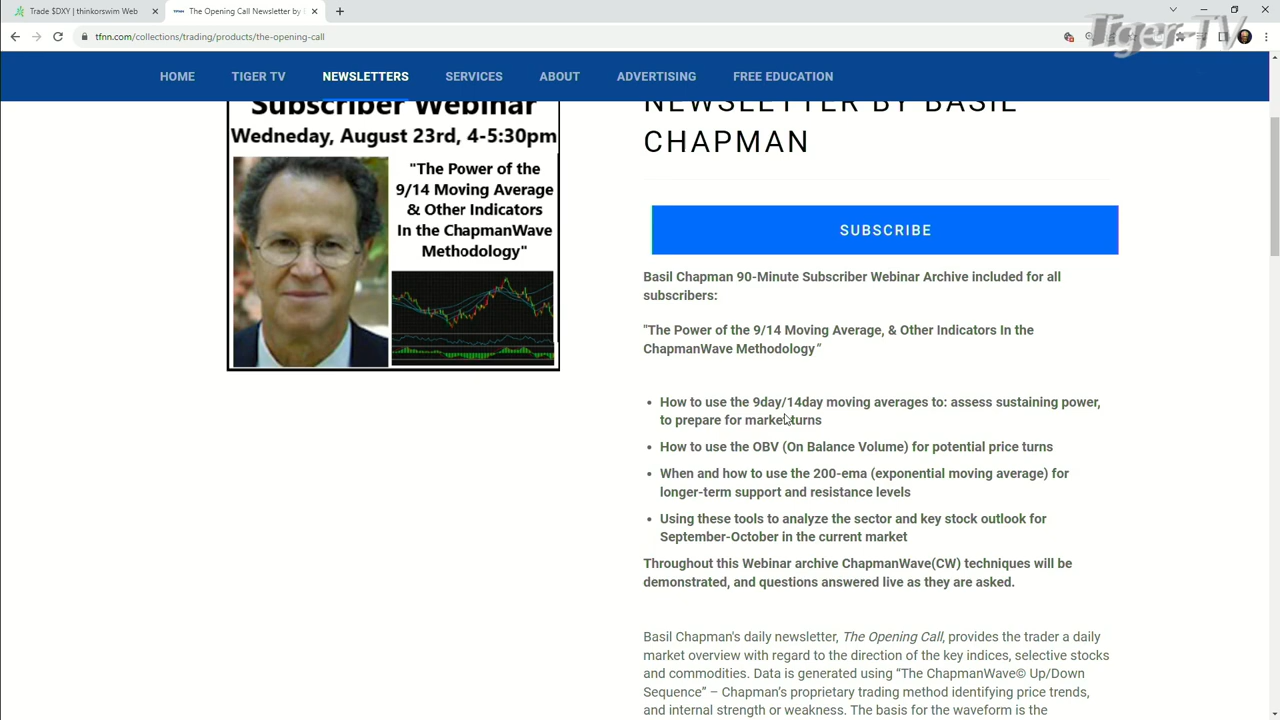 Trade $DXY | thinkorswim Web
The Opening Call Newsletter by
Tiger TV
tfnn.com/collections/trading/products/the-opening-call
HOME TIGER TV NEWSLETTERS SERVICES ABOUT ADVERTISING FREE EDUCATION
Subscriber Webinar
Wedneday, August 23rd, 4-5:30pm
"The Power of the
9/14 Moving Average
& Other Indicators
In the ChapmanWave
Methodology"
NEWSLETTER BY BASIL
CHAPMAN
SUBSCRIBE
Basil Chapman 90-Minute Subscriber Webinar Archive included for all
subscribers:
"The Power of the 9/14 Moving Average, & Other Indicators In the
ChapmanWave Methodology”
• How to use the 9day/14day moving averages to: assess sustaining power,
to prepare for market turns
• How to use the OBV (On Balance Volume) for potential price turns
• When and how to use the 200-ema (exponential moving average) for
longer-term support and resistance levels
• Using these tools to analyze the sector and key stock outlook for
September-October in the current market
Throughout this Webinar archive ChapmanWave(CW) techniques will be
demonstrated, and questions answered live as they are asked.
Basil Chapman's daily newsletter, The Opening Call, provides the trader a daily
market overview with regard to the direction of the key indices, selective stocks
and commodities. Data is generated using “The ChapmanWave© Up/Down
Sequence” – Chapman’s proprietary trading method identifying price trends,
and internal strength or weakness. The basis for the waveform is the